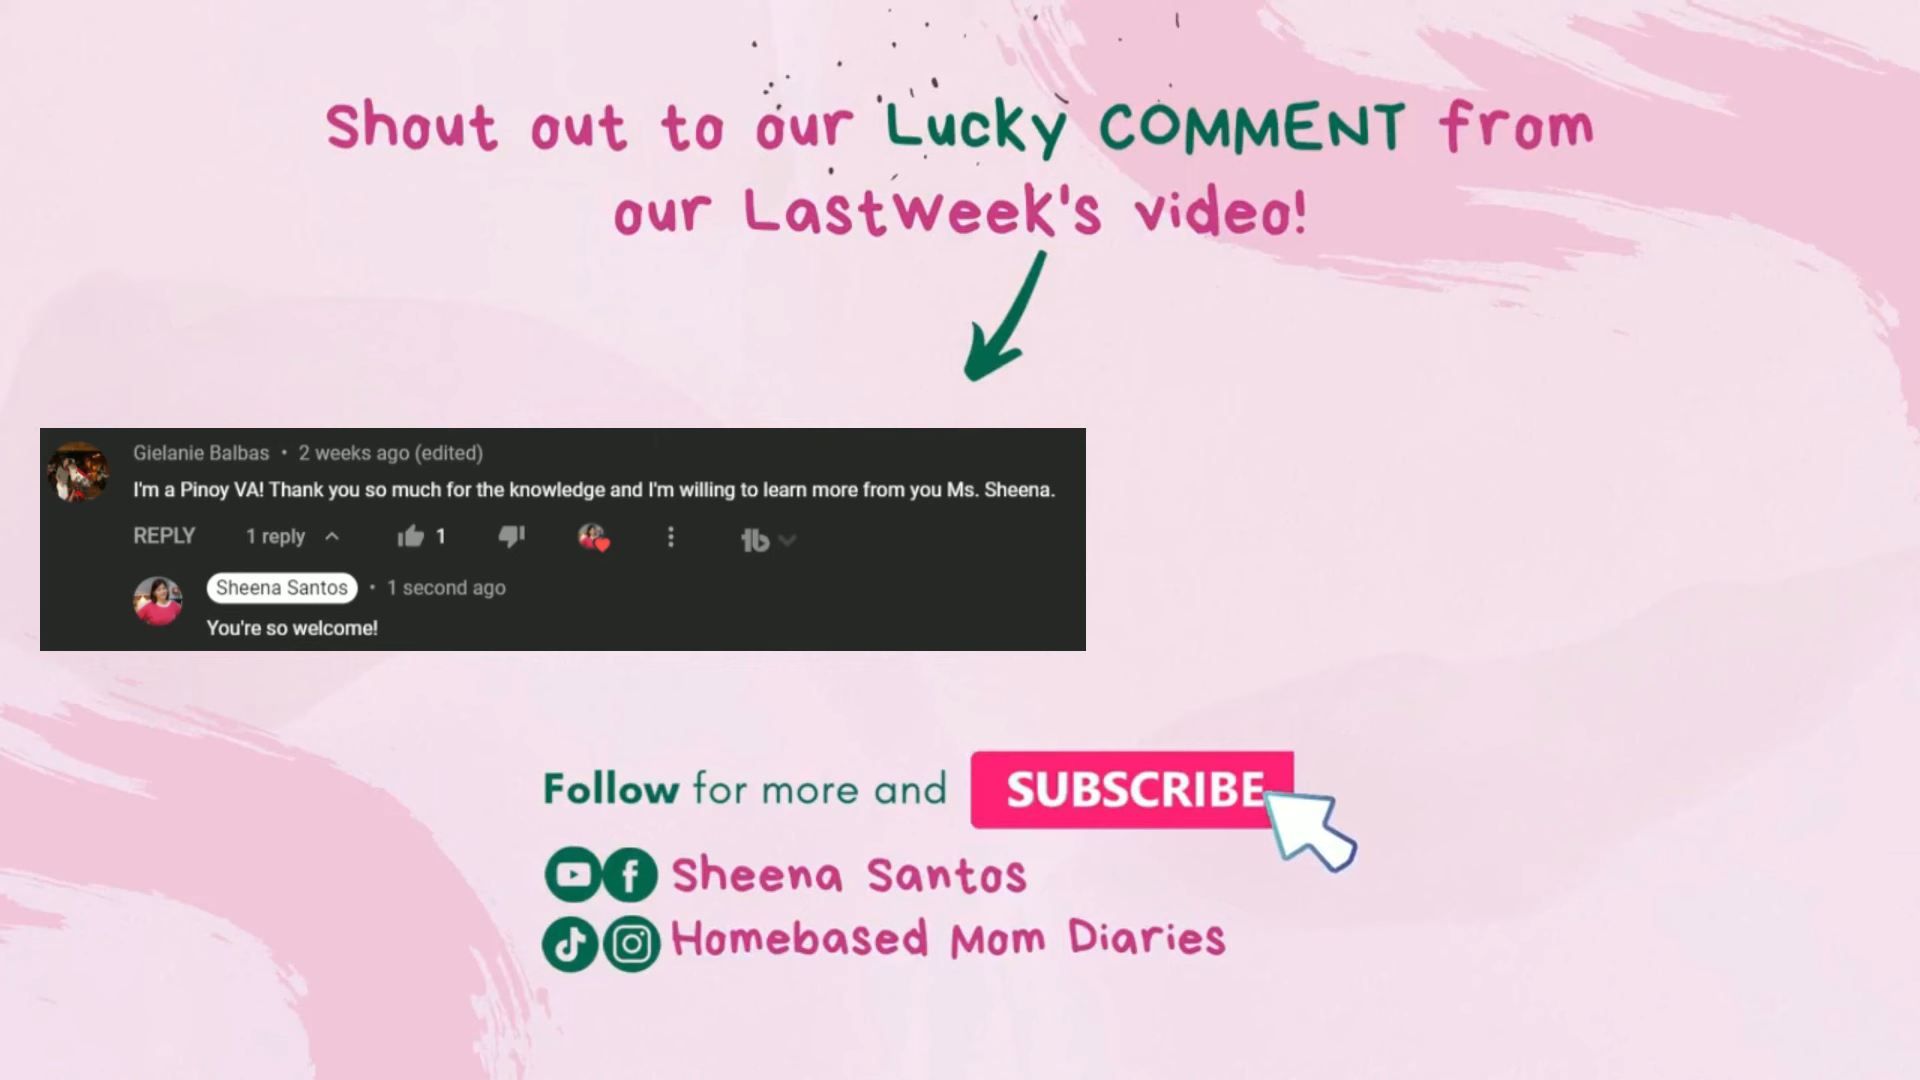 Shout out to our Lucky COMMENT from
our Lastweek's video!
Gielanie Balbas • 2 weeks ago (edited)
I'm a Pinoy VA! Thank you so much for the knowledge and I'm willing to learn more from you Ms. Sheena.
REPLY 1 reply 1 tb
Sheena Santos • 1 second ago
You're so welcome!
Follow for more and SUBSCRIBE
Sheena Santos
Homebased Mom Diaries